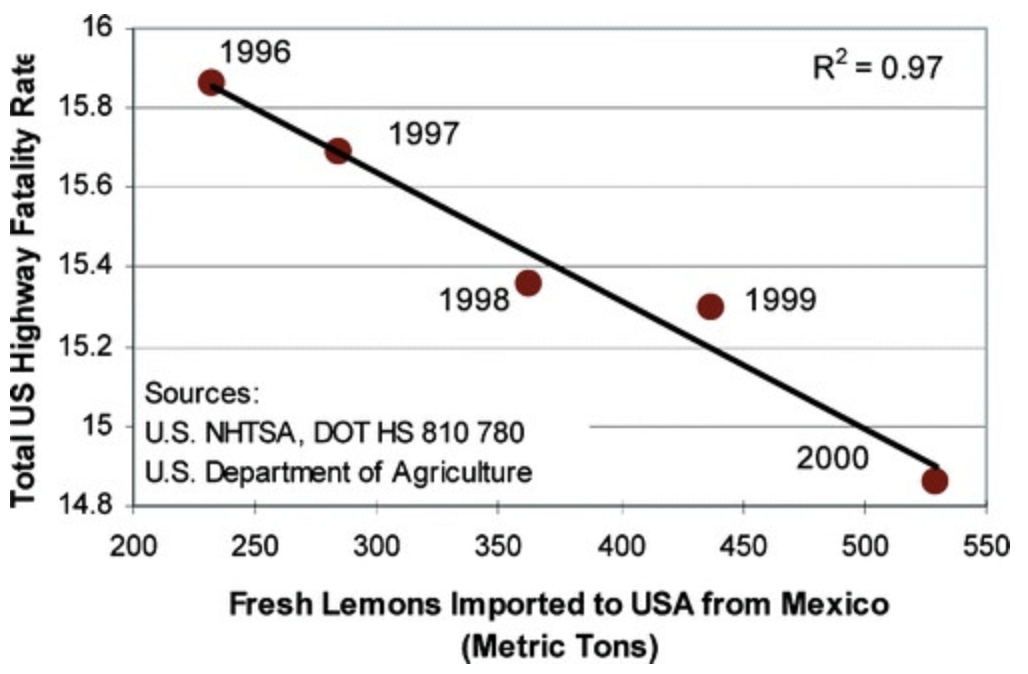 Total US Highway Fatality Rate
16
15.8
15.6
15.4
15.2
15
14.8
1996
R² = 0.97
1997
1998
1999
2000
Sources:
U.S. NHTSA, DOT HS 810 780
U.S. Department of Agriculture
200 250 300 350 400 450 500 550
Fresh Lemons Imported to USA from Mexico
(Metric Tons)